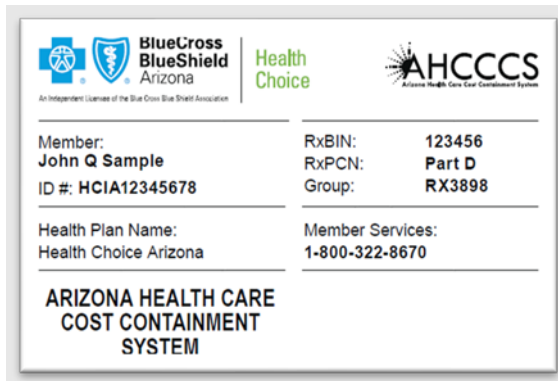 BlueCross
BlueShield
Arizona
Health
Choice
AHCCCS
Arizona Health Care Cost Containment System
An Independent Licensee of the Blue Cross Blue Shield Association
Member:
John Q Sample
ID #: HCIA12345678
RxBIN: 123456
RxPCN: Part D
Group: RX3898
Health Plan Name:
Health Choice Arizona
Member Services:
1-800-322-8670
ARIZONA HEALTH CARE
COST CONTAINMENT
SYSTEM